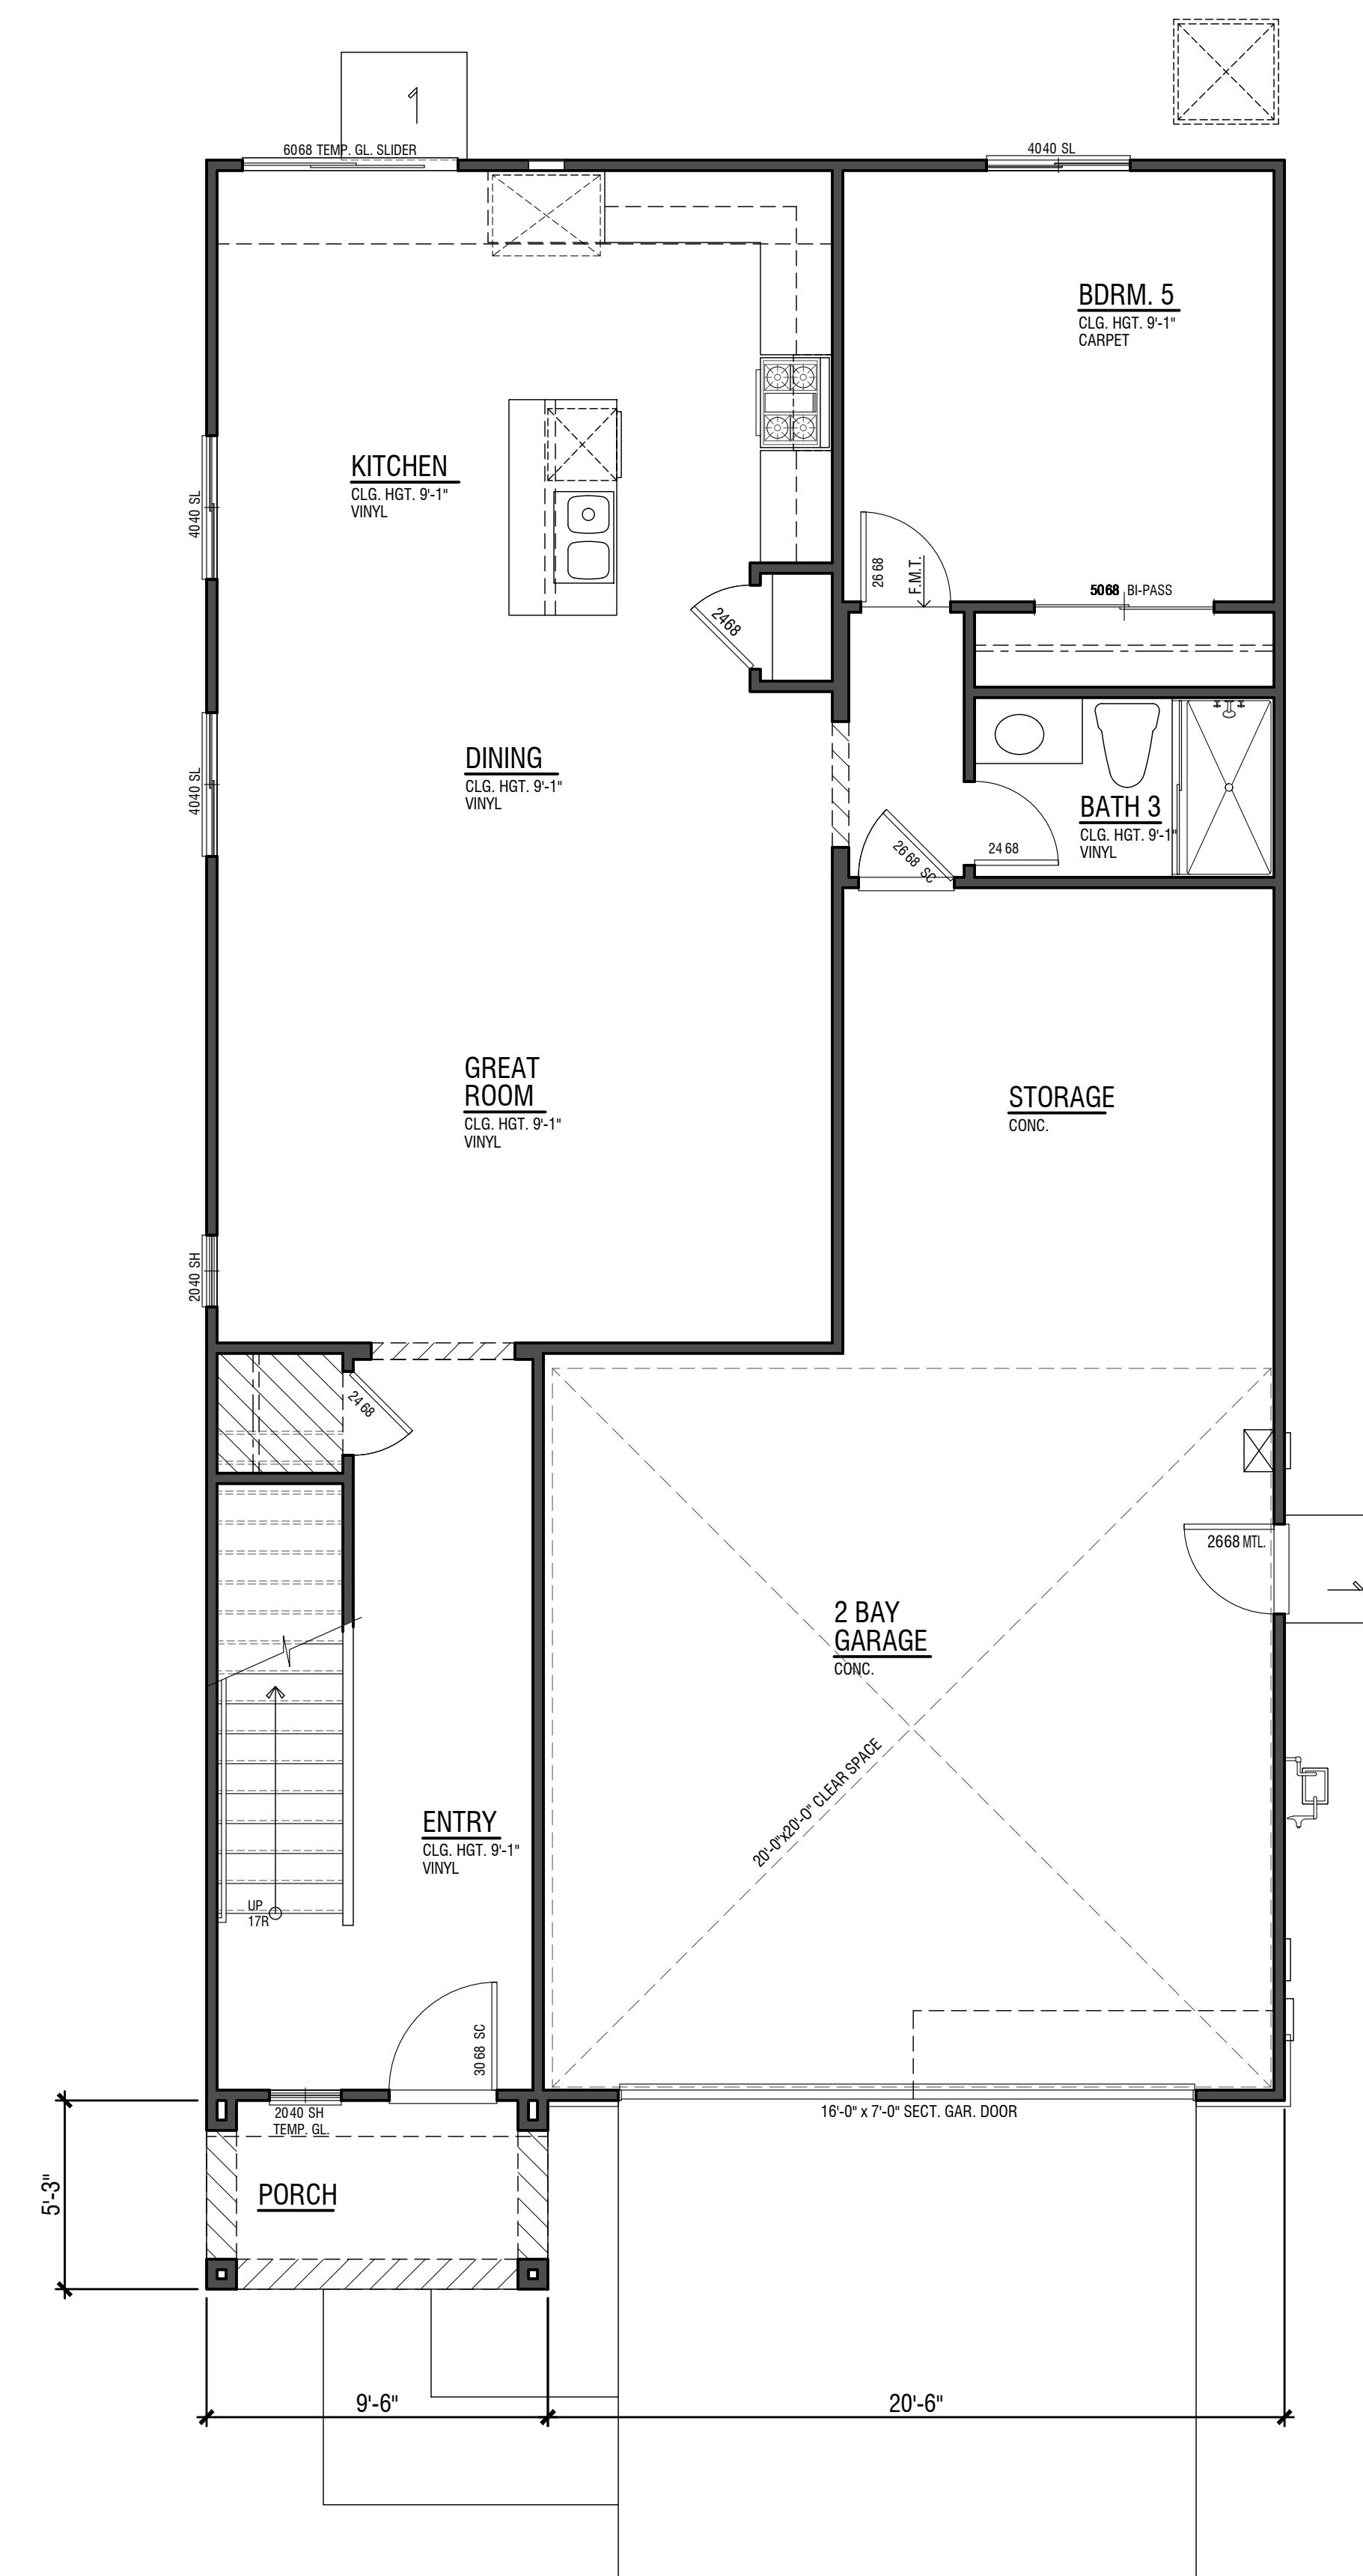 1
6068 TEMP. GL. SLIDER
4040 SL
BDRM. 5
CLG. HGT. 9'-1"
CARPET
KITCHEN
CLG. HGT. 9'-1"
VINYL
4040 SL
2668
F.M.T.
5068 BI-PASS
2468
DINING
CLG. HGT. 9'-1"
VINYL
4040 SL
BATH 3
CLG. HGT. 9'-1"
VINYL
2468
2668 SC
GREAT
ROOM
CLG. HGT. 9'-1"
VINYL
STORAGE
CONC.
2040 SH
2468
2668 MTL.
1
2 BAY
GARAGE
CONC.
20'-0"x20'-0" CLEAR SPACE
ENTRY
CLG. HGT. 9'-1"
VINYL
UP
17R
3068 SC
2040 SH
TEMP. GL.
16'-0" x 7'-0" SECT. GAR. DOOR
PORCH
5'-3"
9'-6"
20'-6"